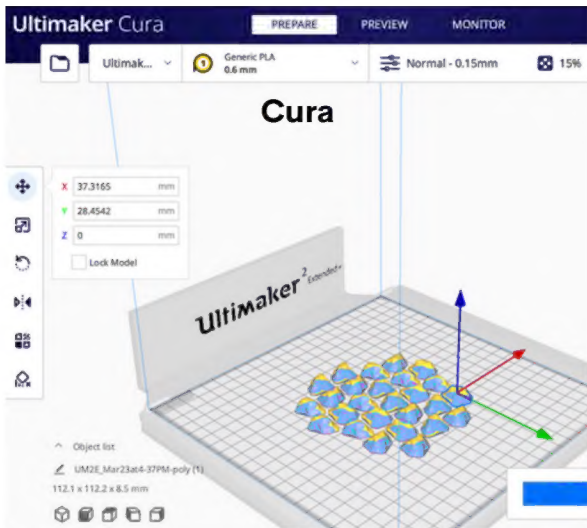 Ultimaker Cura
PREPARE
PREVIEW
MONITOR
Ultimak...
1
Generic PLA
0.6 mm
Normal - 0.15mm
15%
Cura
X 37.3165 mm
Y 28.4542 mm
Z 0 mm
Lock Model
Ultimaker 2 Extended+
Object list
UM2E_Mar23at4-37PM-poly (1)
112.1 x 112.2 x 8.5 mm